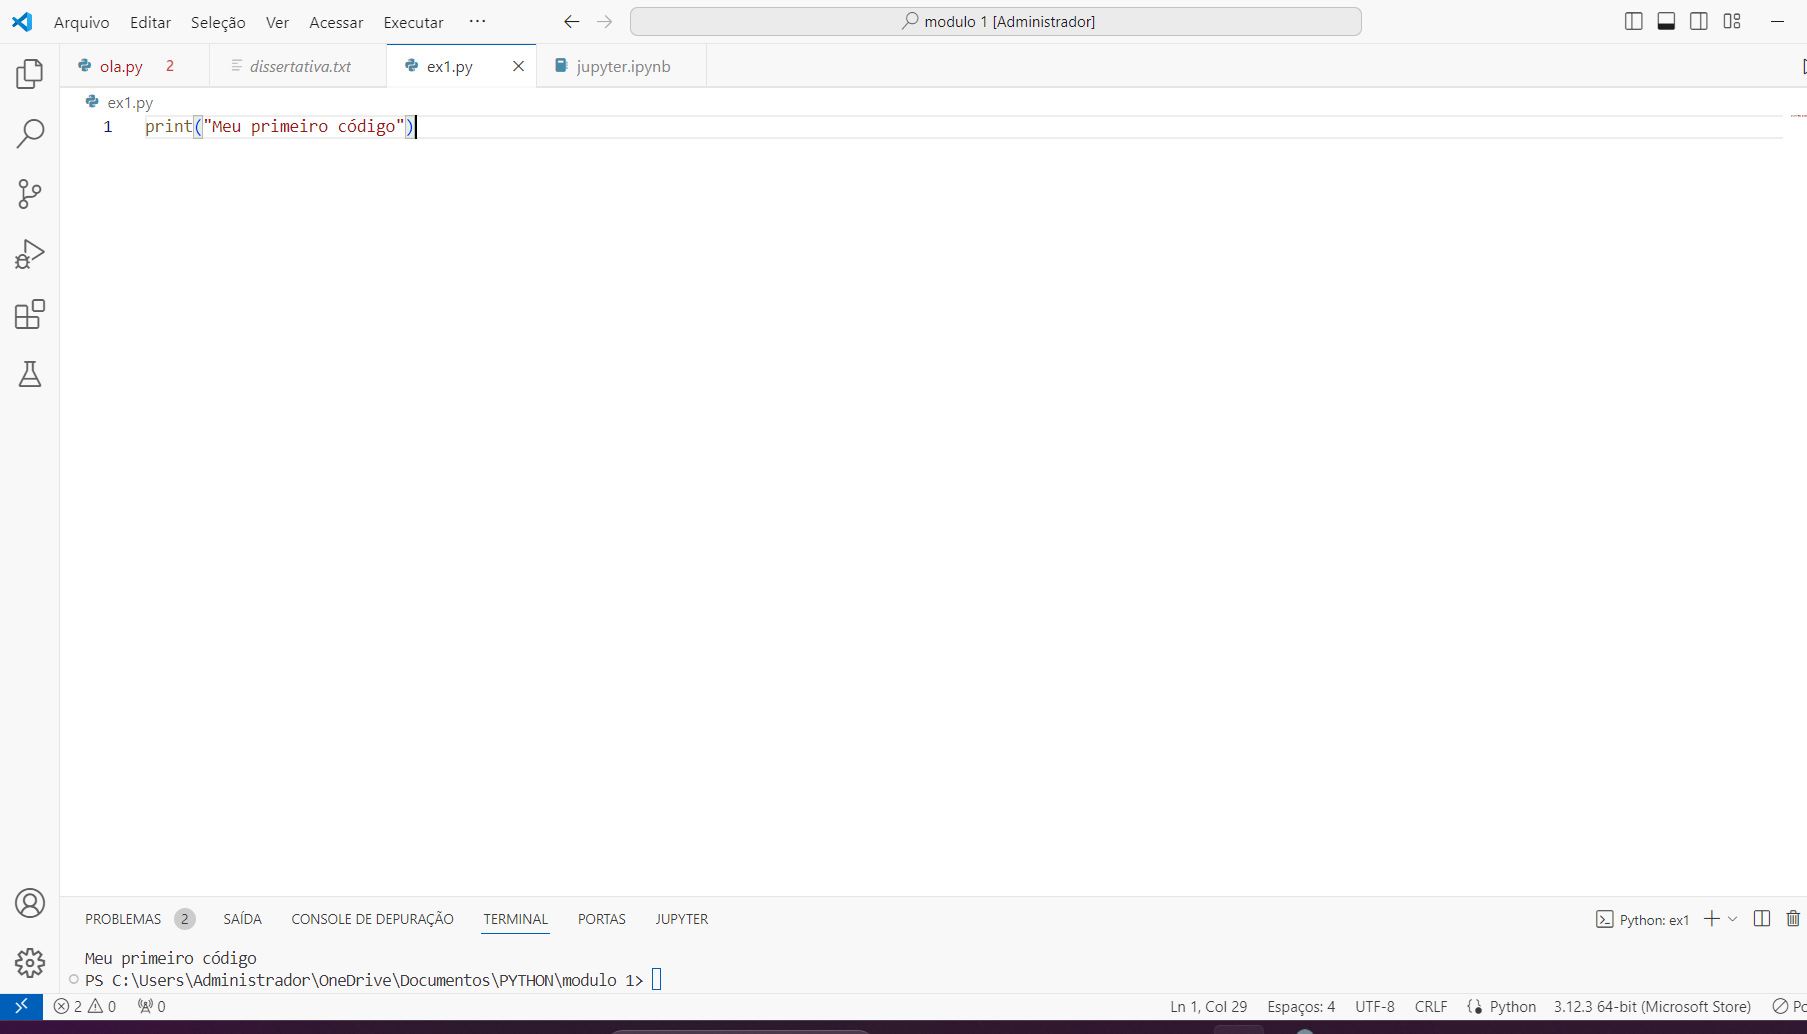 Arquivo Editar Seleção Ver Acessar Executar ··· modulo 1 [Administrador]
ola.py 2 dissertativa.txt ex1.py jupyter.ipynb
ex1.py
1 print("Meu primeiro código")
PROBLEMAS 2 SAÍDA CONSOLE DE DEPURAÇÃO TERMINAL PORTAS JUPYTER Python: ex1
Meu primeiro código
PS C:\Users\Administrador\OneDrive\Documentos\PYTHON\modulo 1>
2 0 0 Ln 1, Col 29 Espaços: 4 UTF-8 CRLF Python 3.12.3 64-bit (Microsoft Store)